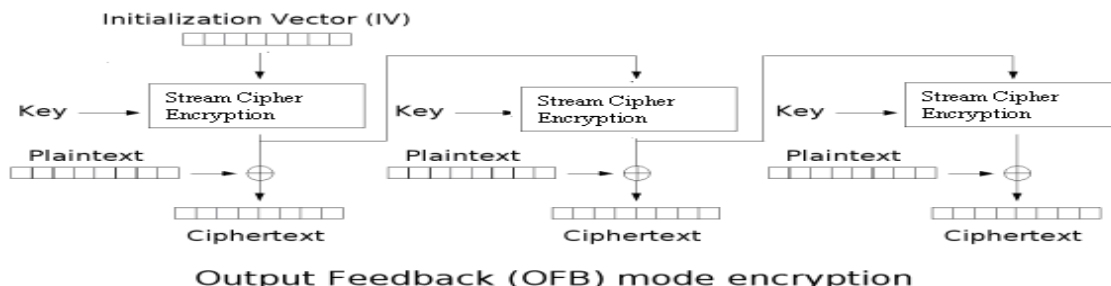 Initialization Vector (IV)
Key
Stream Cipher
Encryption
Key
Stream Cipher
Encryption
Key
Stream Cipher
Encryption
Plaintext
Plaintext
Plaintext
Ciphertext
Ciphertext
Ciphertext
Output Feedback (OFB) mode encryption